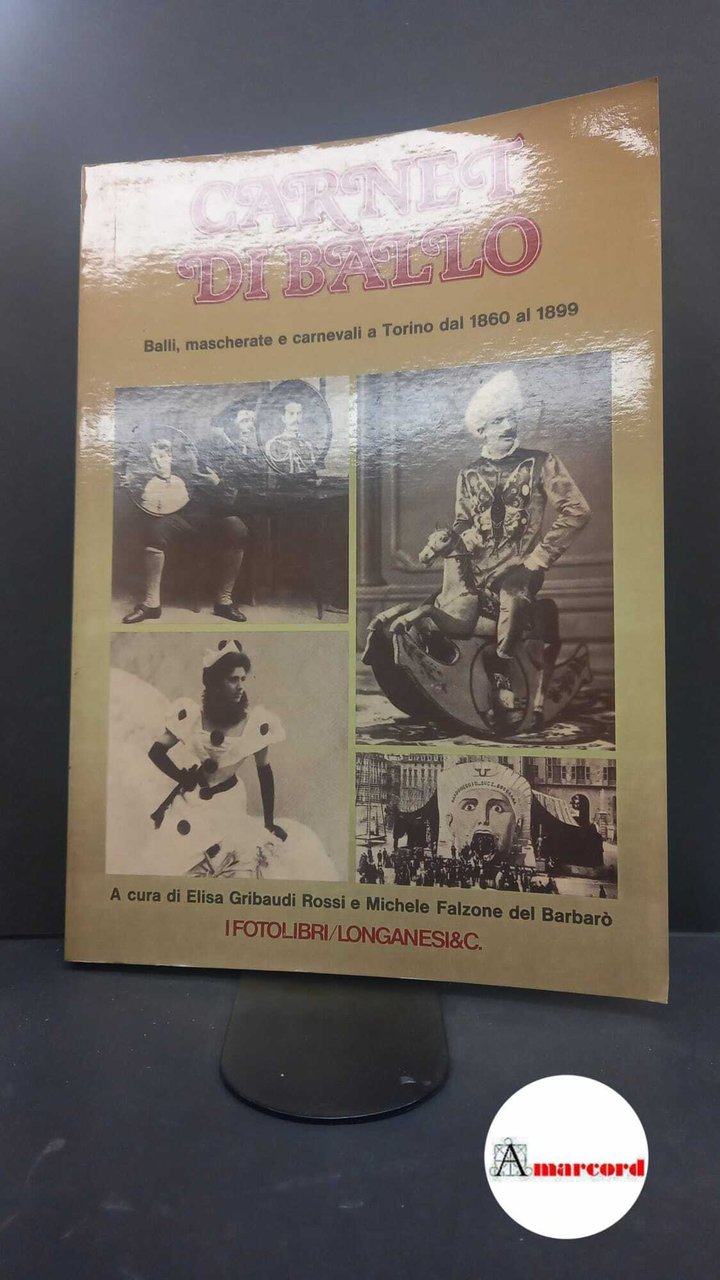 CARNET
DI BALLO
Balli, mascherate e carnevali a Torino dal 1860 al 1899
A cura di Elisa Gribaudi Rossi e Michele Falzone del Barbarò
I FOTOLIBRI/LONGANESI&C.
Amarcord